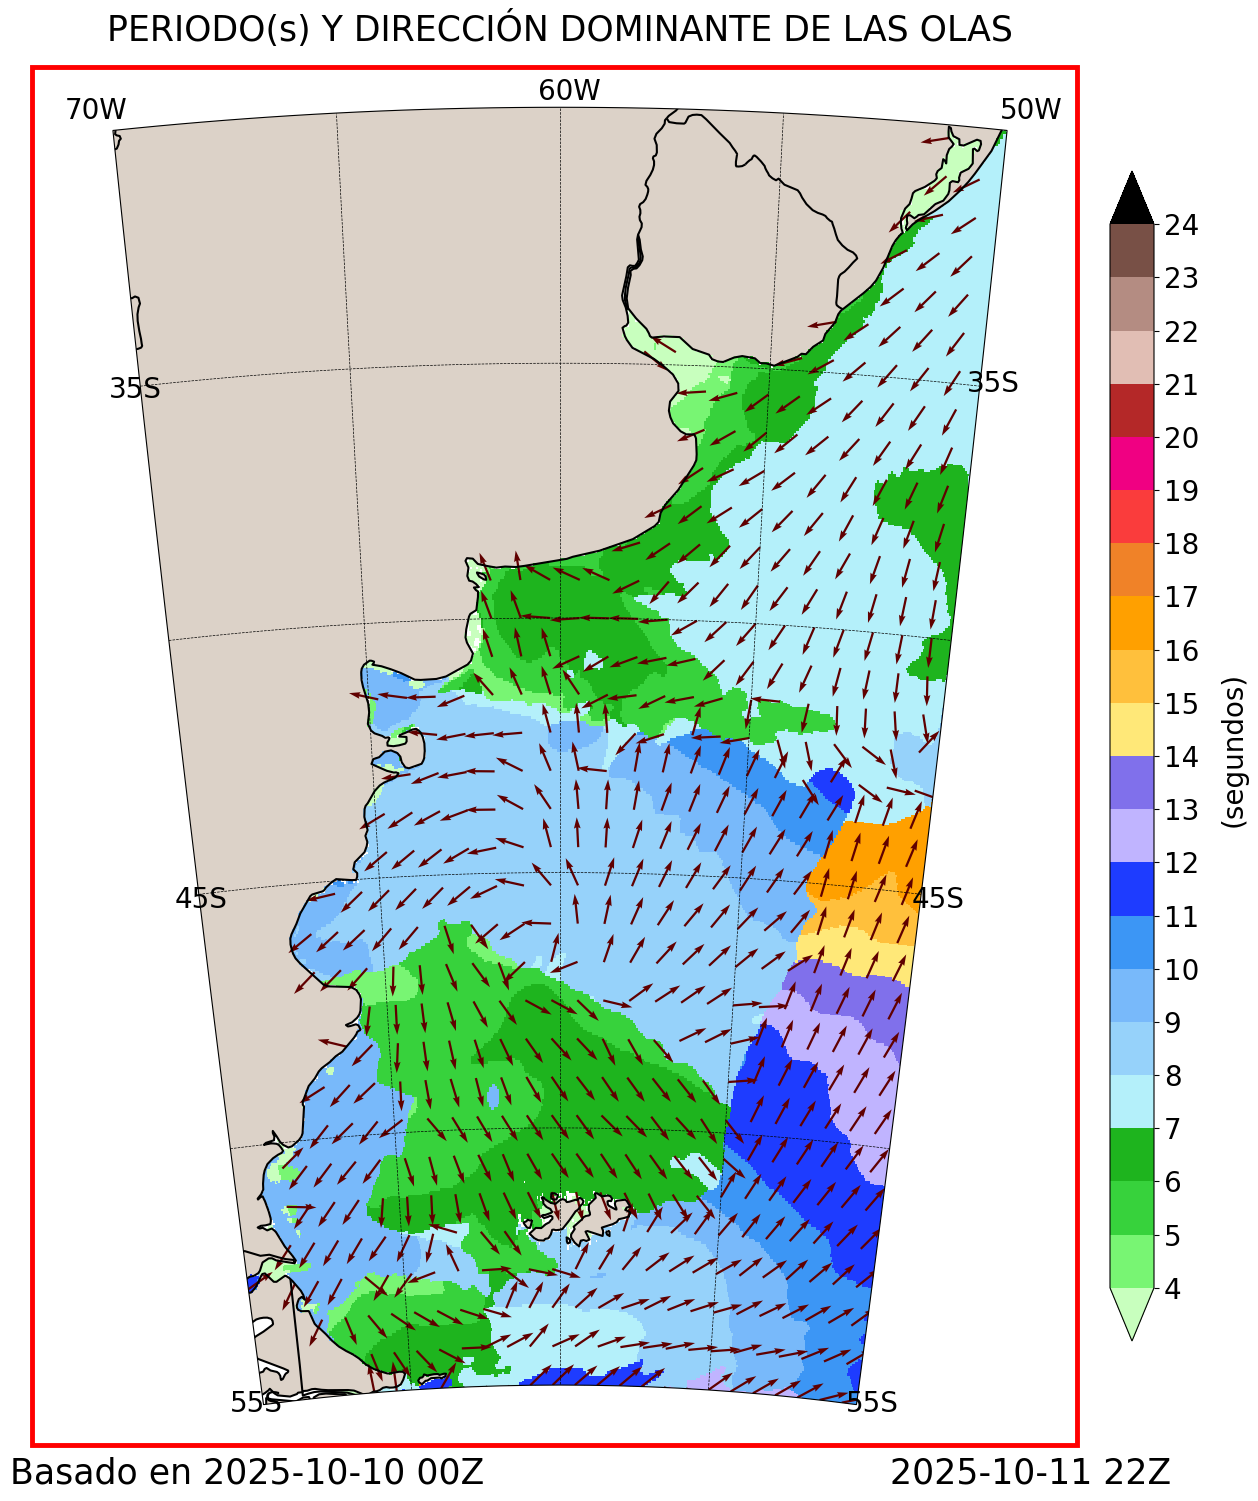 PERIODO(s) Y DIRECCIÓN DOMINANTE DE LAS OLAS
70W
60W
50W
35S
35S
45S
45S
55S
55S
24
23
22
21
20
19
18
17
16
15
14
13
12
11
10
9
8
7
6
5
4
(segundos)
Basado en 2025-10-10 00Z
2025-10-11 22Z